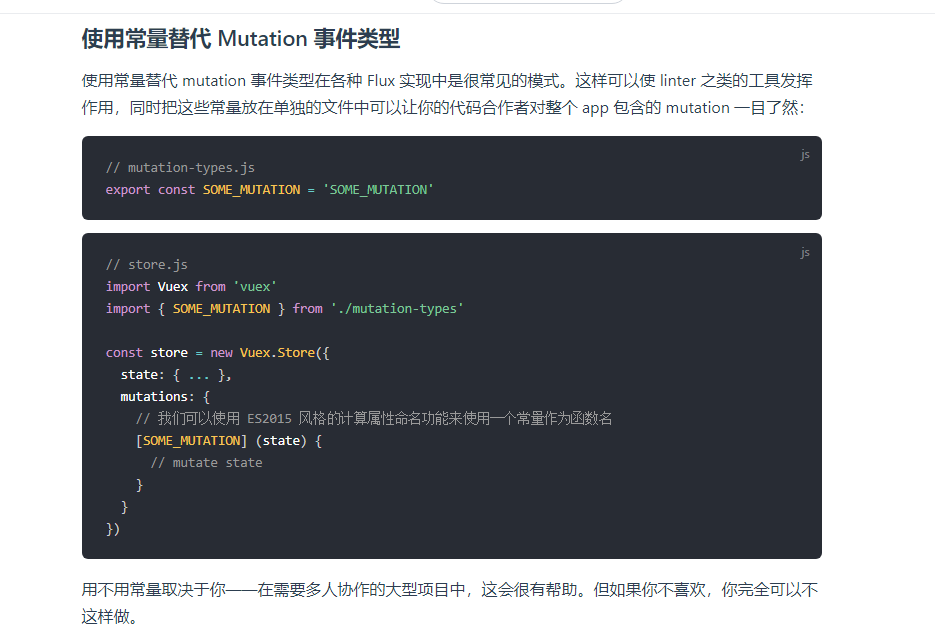 使用常量替代 Mutation 事件类型
使用常量替代 mutation 事件类型在各种 Flux 实现中是很常见的模式。这样可以使 linter 之类的工具发挥
作用，同时把这些常量放在单独的文件中可以让你的代码合作者对整个 app 包含的 mutation 一目了然：
js
// mutation-types.js
export const SOME_MUTATION = 'SOME_MUTATION'
js
// store.js
import Vuex from 'vuex'
import { SOME_MUTATION } from './mutation-types'
const store = new Vuex.Store({
  state: { ... },
  mutations: {
    // 我们可以使用 ES2015 风格的计算属性命名功能来使用一个常量作为函数名
    [SOME_MUTATION] (state) {
      // mutate state
    }
  }
})
用不用常量取决于你——在需要多人协作的大型项目中，这会很有帮助。但如果你不喜欢，你完全可以不
这样做。